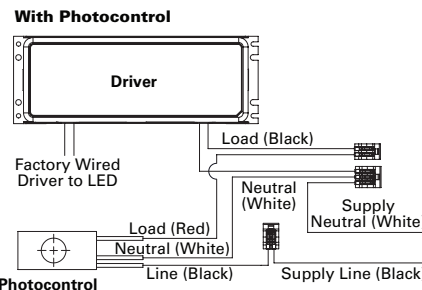 With Photocontrol
Driver
Load (Black)
Factory Wired
Driver to LED
Neutral
(White)
Supply
Neutral (White
Load (Red)
Neutral (White)
Line (Black)
Supply Line (Black
Photocontrol